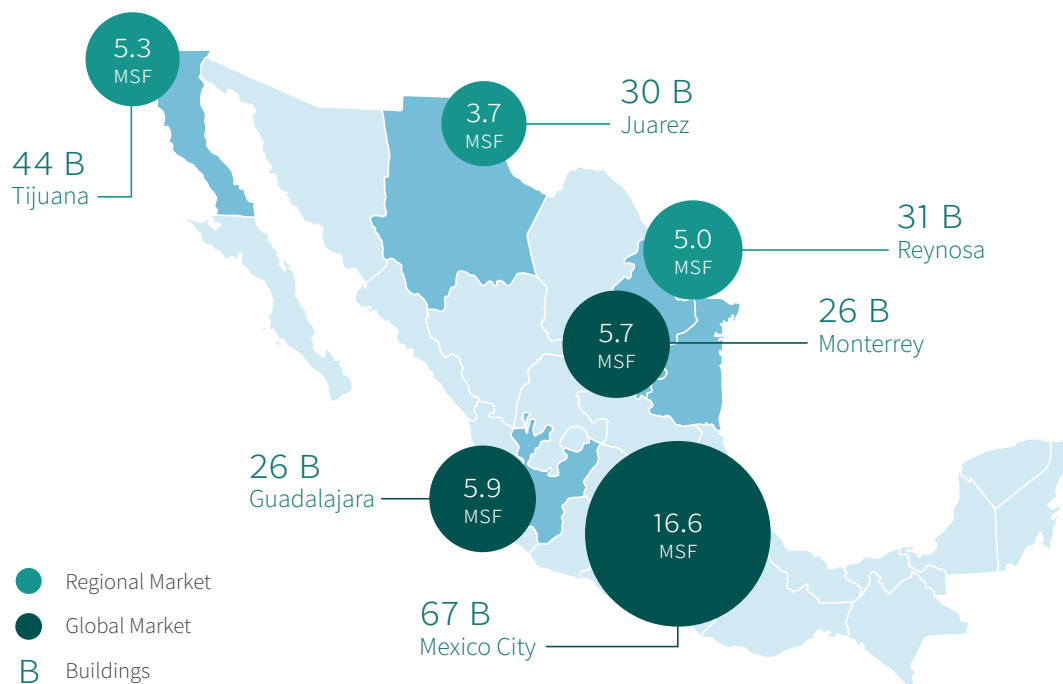 5.3
MSF
44 B
Tijuana
3.7
MSF
30 B
Juarez
5.0
MSF
31 B
Reynosa
5.7
MSF
26 B
Monterrey
26 B
Guadalajara
5.9
MSF
16.6
MSF
67 B
Mexico City
Regional Market
Global Market
B Buildings